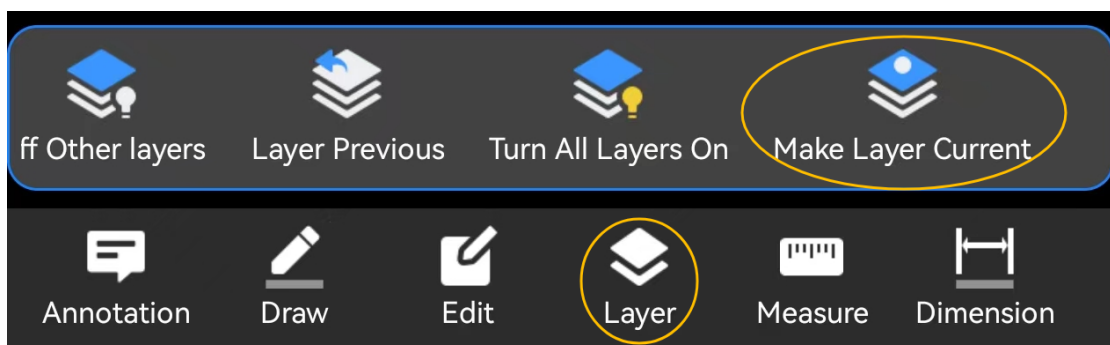 ff Other layers
Layer Previous
Turn All Layers On
Make Layer Current
Annotation
Draw
Edit
Layer
Measure
Dimension